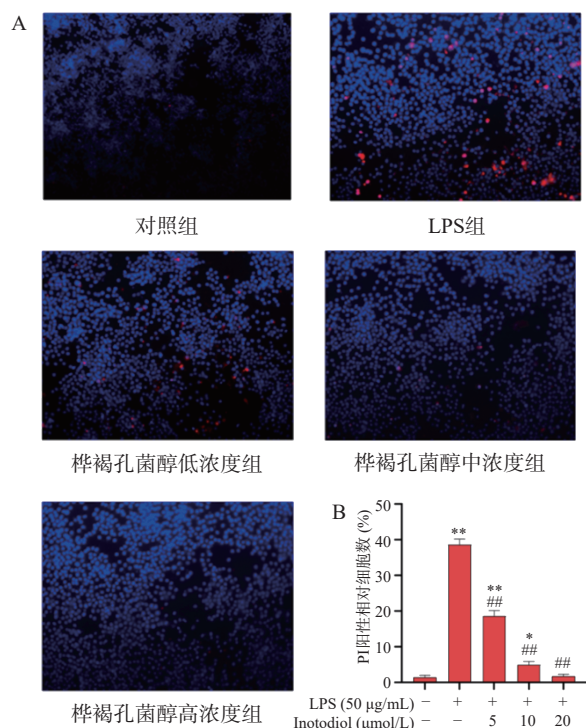 A
对照组
LPS组
桦褐孔菌醇低浓度组
桦褐孔菌醇中浓度组
桦褐孔菌醇高浓度组
B
PI阳性相对细胞数 (%)
50
40
30
20
10
0
**
**
##
*
##
##
LPS (50 μg/mL) − + + + +
Inotodiol (μmol/L) − − 5 10 20